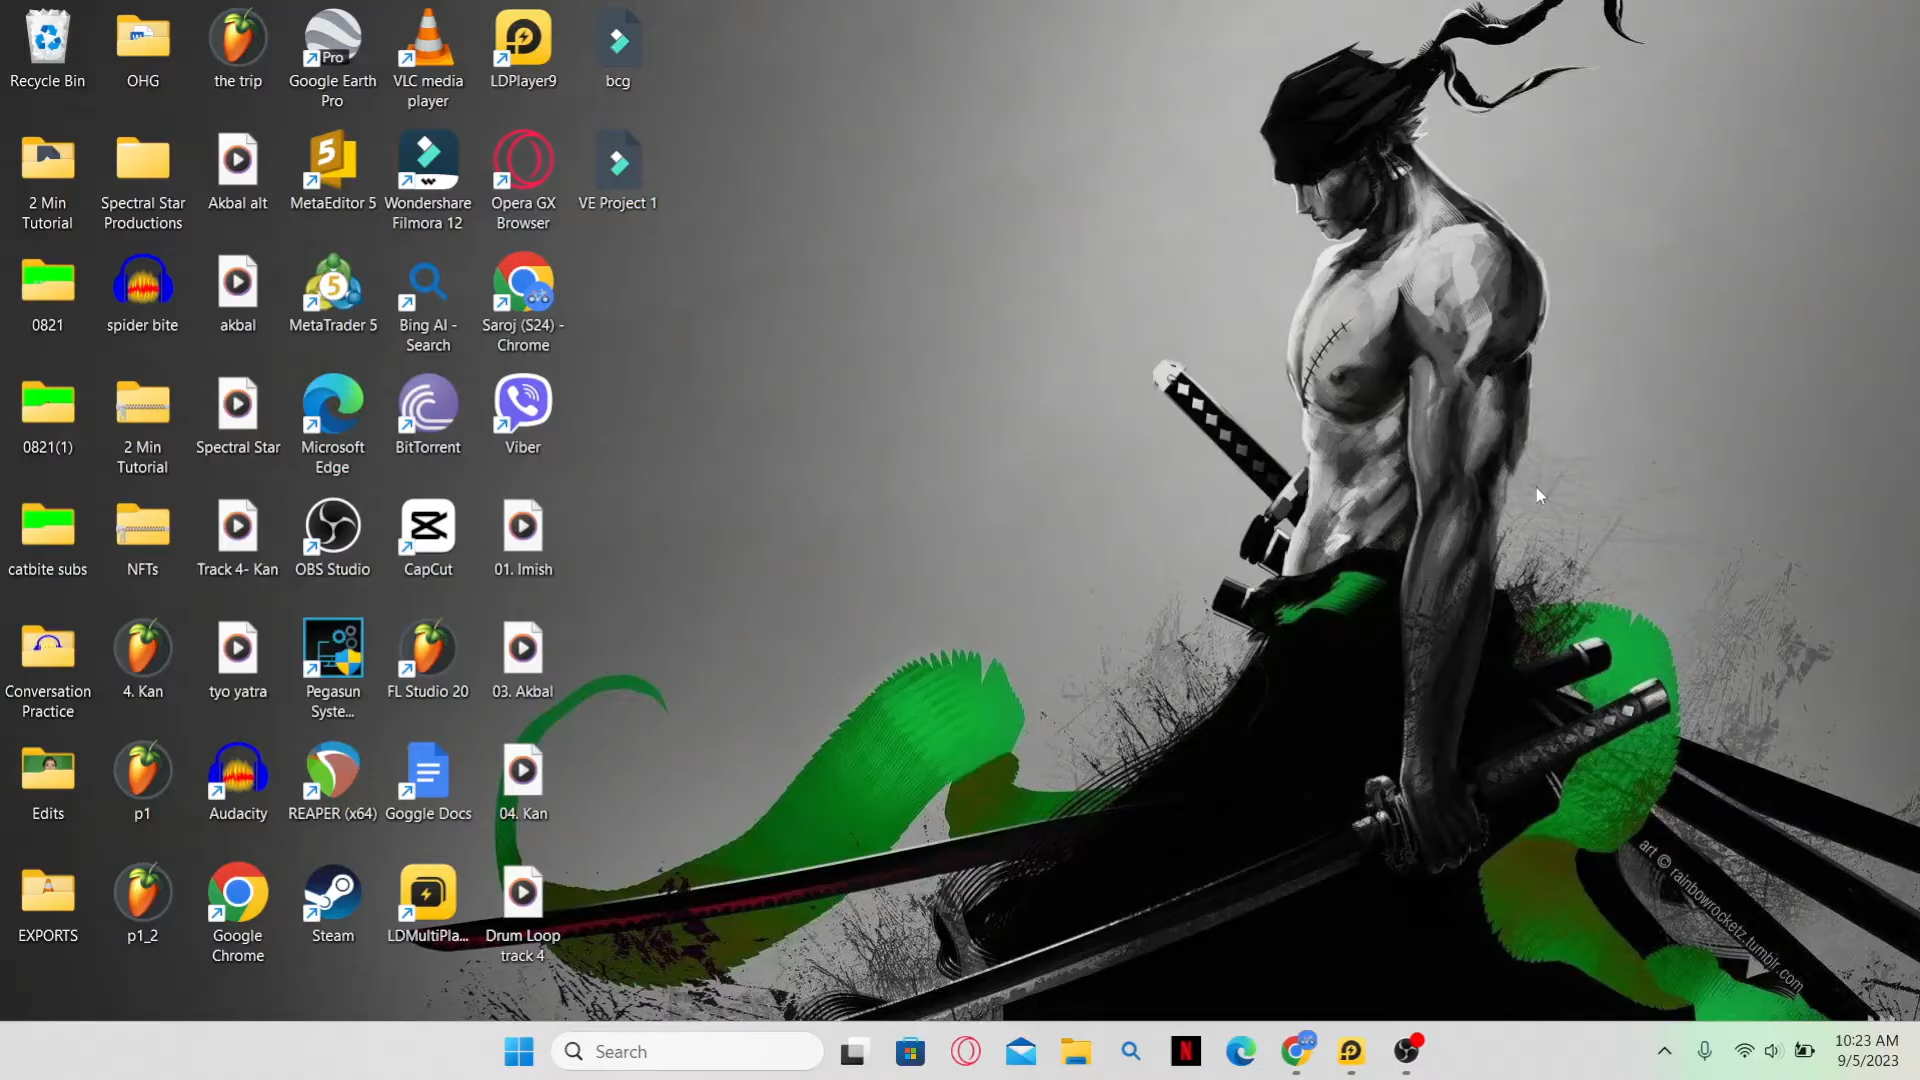 Recycle Bin
OHG
the trip
Pro
Google Earth
Pro
VLC media
player
LDPlayer9
bcg
2 Min
Tutorial
Spectral Star
Productions
Akbal alt
5
MetaEditor 5
Wondershare
Filmora 12
Opera GX
Browser
VE Project 1
0821
spider bite
akbal
5
MetaTrader 5
Bing AI -
Search
Saroj (S24) -
Chrome
0821(1)
2 Min
Tutorial
Spectral Star
Microsoft
Edge
BitTorrent
Viber
catbite subs
NFTs
Track 4- Kan
OBS Studio
CapCut
01. Imish
Conversation
Practice
4. Kan
tyo yatra
Pegasun
Syste...
FL Studio 20
03. Akbal
Edits
p1
Audacity
REAPER (x64)
Goggle Docs
04. Kan
EXPORTS
p1_2
Google
Chrome
Steam
LDMultiPla...
Drum Loop
track 4
art © rainbowrocketz.tumblr.com
Search
N
10:23 AM
9/5/2023